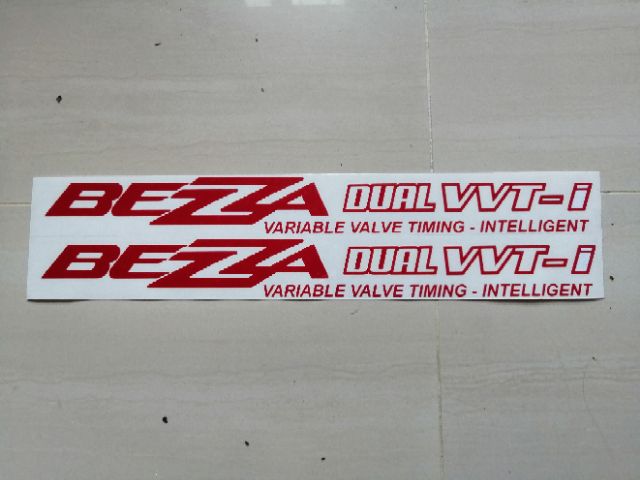 BEZZA DUAL VVT-i
VARIABLE VALVE TIMING - INTELLIGENT
BEZZA DUAL VVT-i
VARIABLE VALVE TIMING - INTELLIGENT